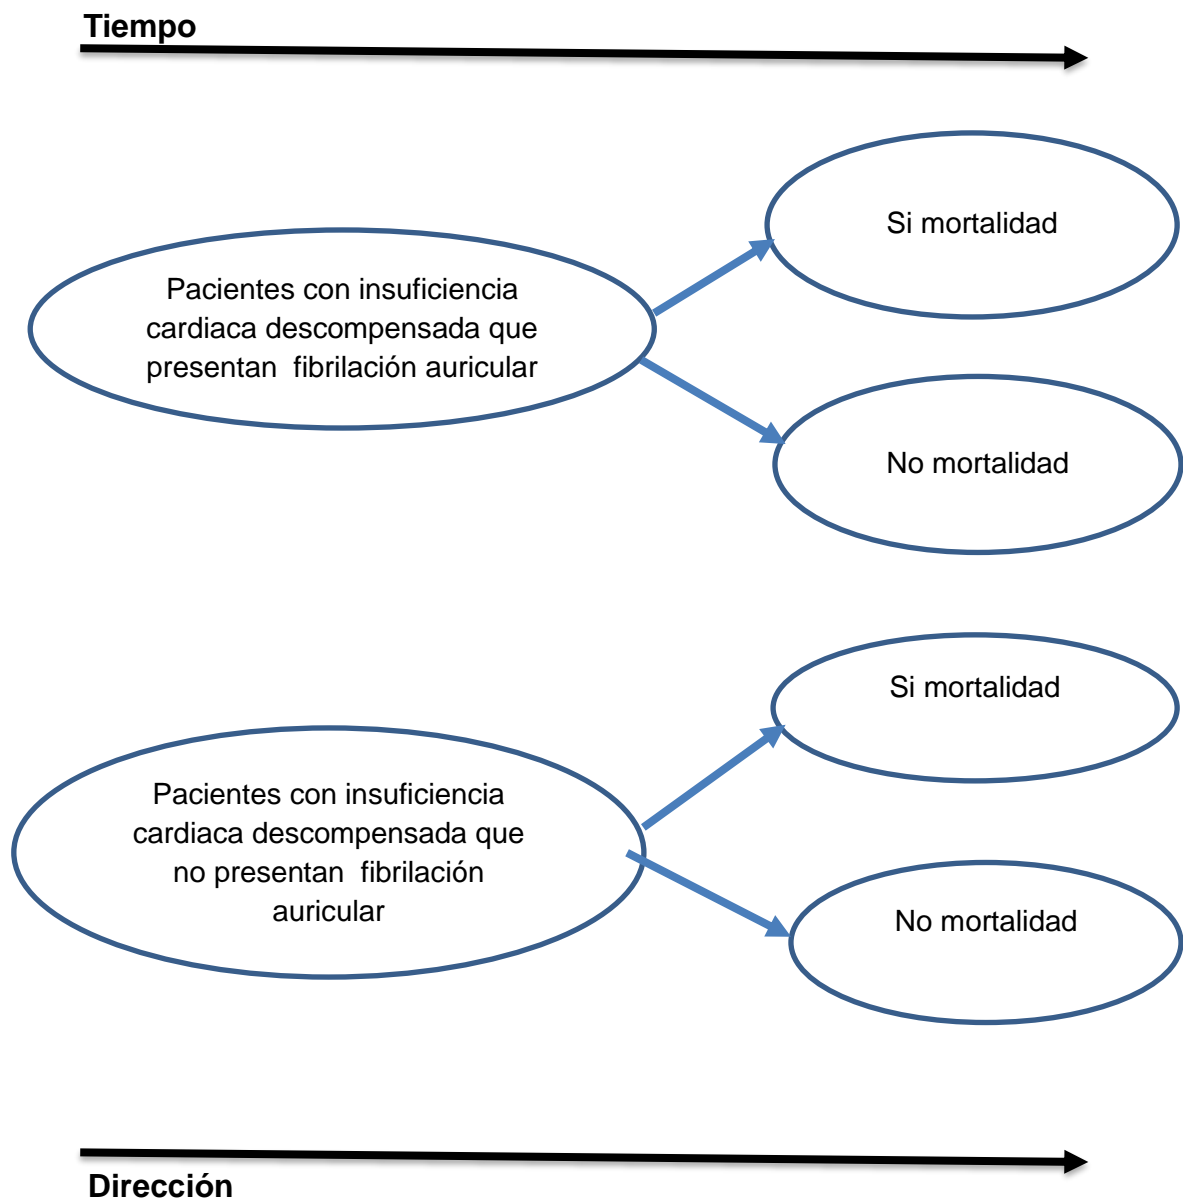 Tiempo
Si mortalidad
Pacientes con insuficiencia
cardiaca descompensada que
presentan  fibrilación auricular
No mortalidad
Si mortalidad
Pacientes con insuficiencia
cardiaca descompensada que
no presentan  fibrilación
auricular
No mortalidad
Dirección